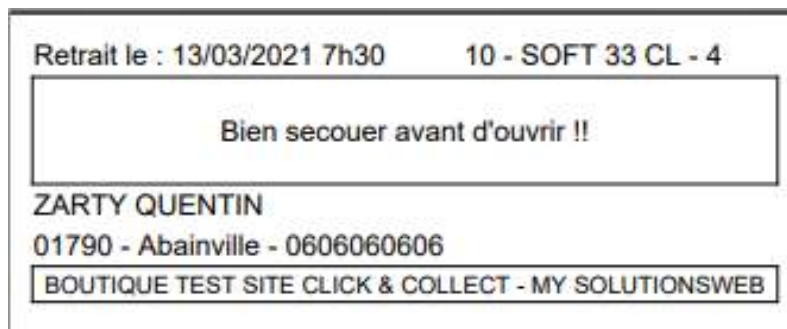 Retrait le : 13/03/2021 7h30 10 - SOFT 33 CL - 4
Bien secouer avant d'ouvrir !!
ZARTY QUENTIN
01790 - Abainville - 0606060606
BOUTIQUE TEST SITE CLICK & COLLECT - MY SOLUTIONSWEB